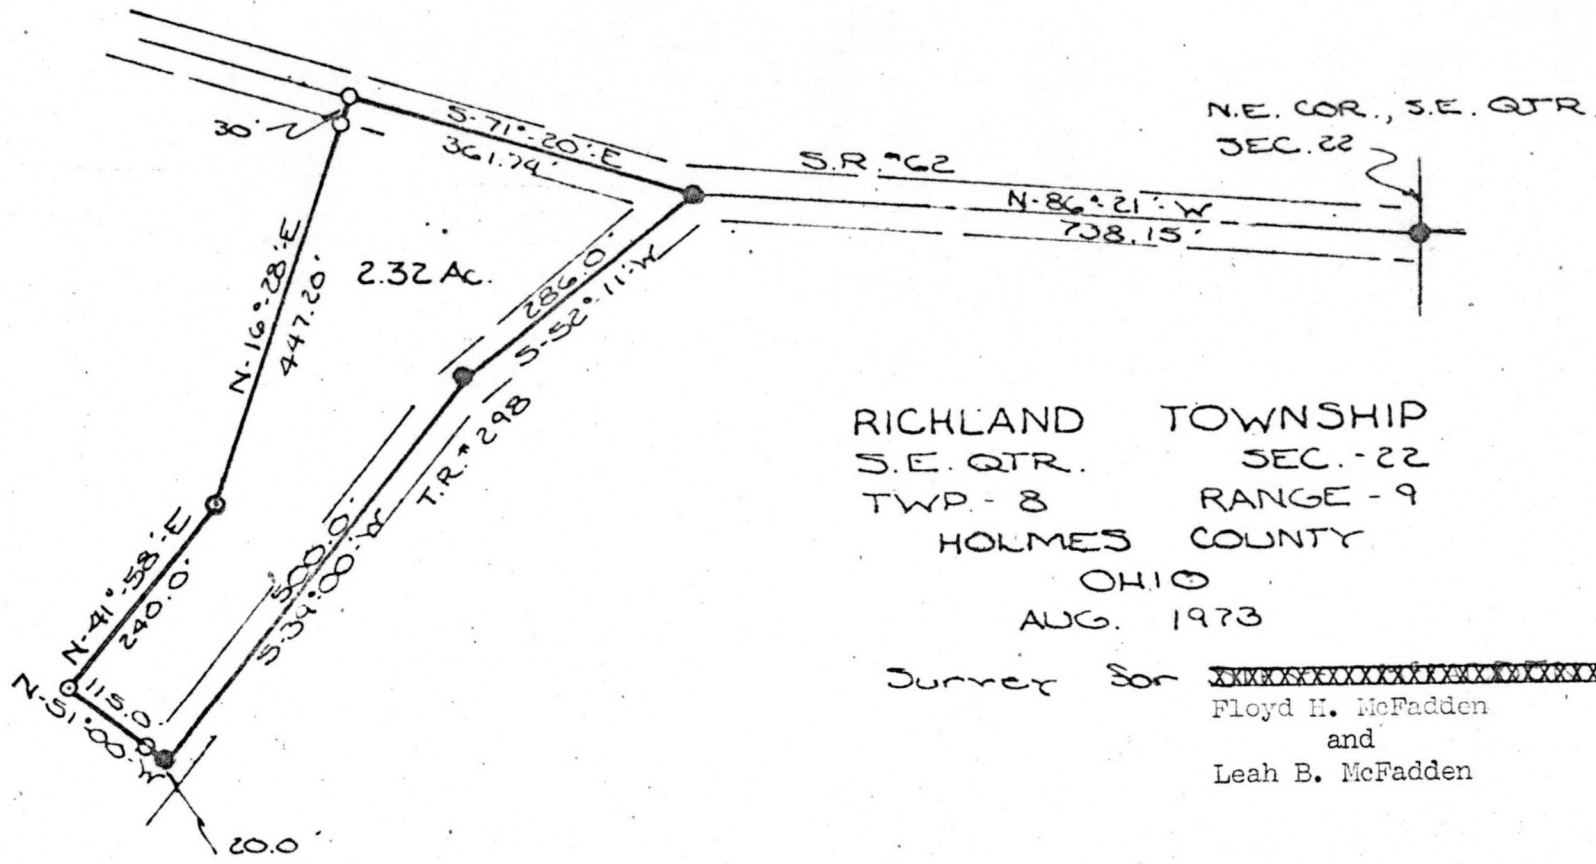 N.E. COR., S.E. QTR.
SEC. 22
30'
S-71°-20'-E
361.74'
S.R. #62
N-86°-21'-W
738.15'
N-16°-28'-E
447.20'
2.32 Ac.
286.0'
S-52°-11'-W
T.R. # 298
500.0'
S-39°-00'-W
N-41°-58'-E
240.0'
115.0'
N-51°-00'-W
20.0'
RICHLAND TOWNSHIP
S.E. QTR. SEC. - 22
TWP. - 8 RANGE - 9
HOLMES COUNTY
OHIO
AUG. 1973
Survey for
Floyd H. McFadden
and
Leah B. McFadden